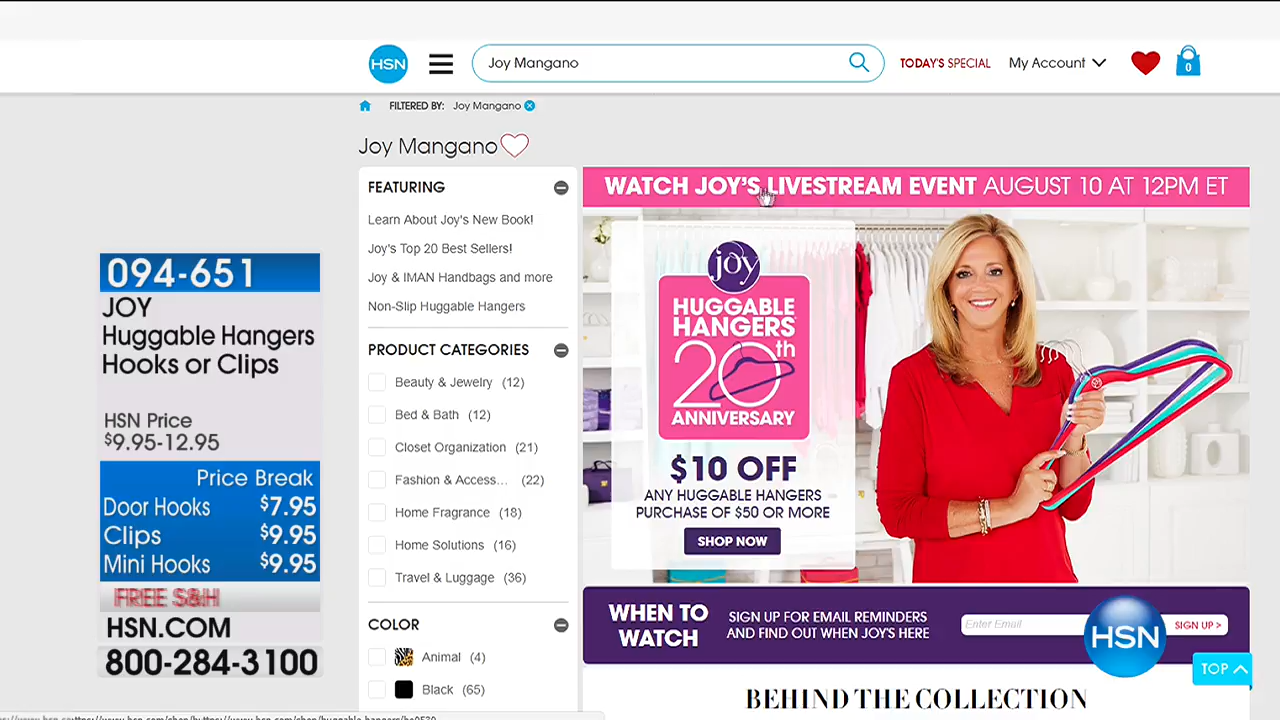 HSN
Joy Mangano
TODAY'S SPECIAL
My Account
0
FILTERED BY: Joy Mangano
Joy Mangano
FEATURING
Learn About Joy's New Book!
Joy's Top 20 Best Sellers!
Joy & IMAN Handbags and more
Non-Slip Huggable Hangers
PRODUCT CATEGORIES
Beauty & Jewelry (12)
Bed & Bath (12)
Closet Organization (21)
Fashion & Access... (22)
Home Fragrance (18)
Home Solutions (16)
Travel & Luggage (36)
COLOR
Animal (4)
Black (65)
WATCH JOY'S LIVESTREAM EVENT AUGUST 10 AT 12PM ET
joy
HUGGABLE
HANGERS
20th
ANNIVERSARY
$10 OFF
ANY HUGGABLE HANGERS
PURCHASE OF $50 OR MORE
SHOP NOW
WHEN TO
WATCH
SIGN UP FOR EMAIL REMINDERS
AND FIND OUT WHEN JOY'S HERE
Enter Email
SIGN UP >
HSN
TOP
BEHIND THE COLLECTION
094-651
JOY
Huggable Hangers
Hooks or Clips
HSN Price
$9.95-12.95
Price Break
Door Hooks $7.95
Clips $9.95
Mini Hooks $9.95
FREE S&H
HSN.COM
800-284-3100